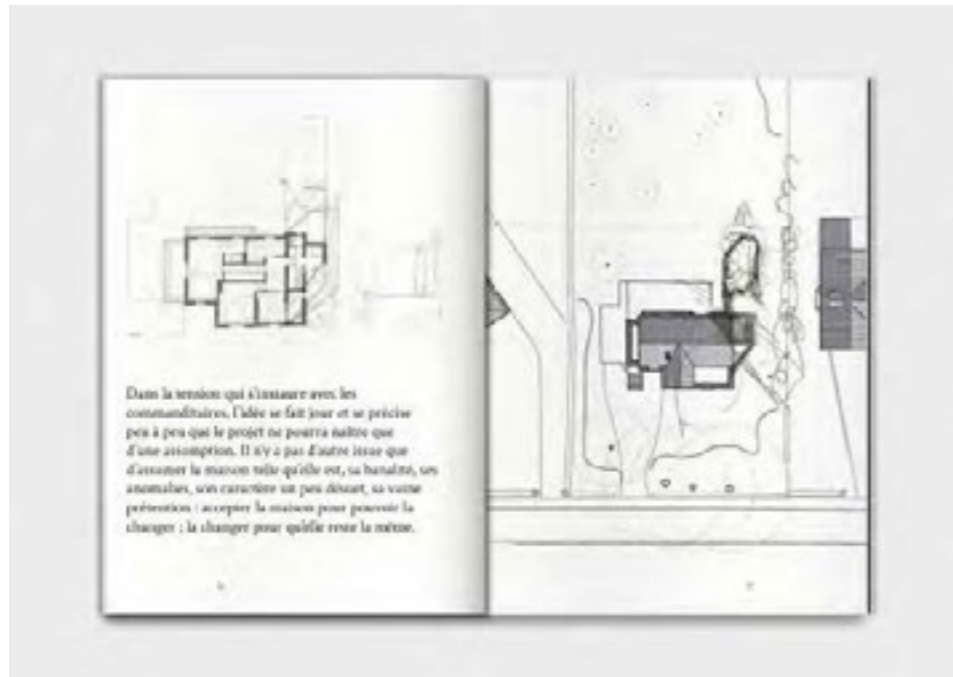 Dans la tension qui s'instaure avec les
commanditaires, l'idée se fait jour et se précise
peu à peu que le projet ne pourra naître que
d'une assomption. Il n'y a pas d'autre issue que
d'assumer la maison telle qu'elle est, sa banalité, ses
anomalies, son caractère un peu désuet, sa vaine
prétention : accepter la maison pour pouvoir la
changer ; la changer pour qu'elle reste la même.